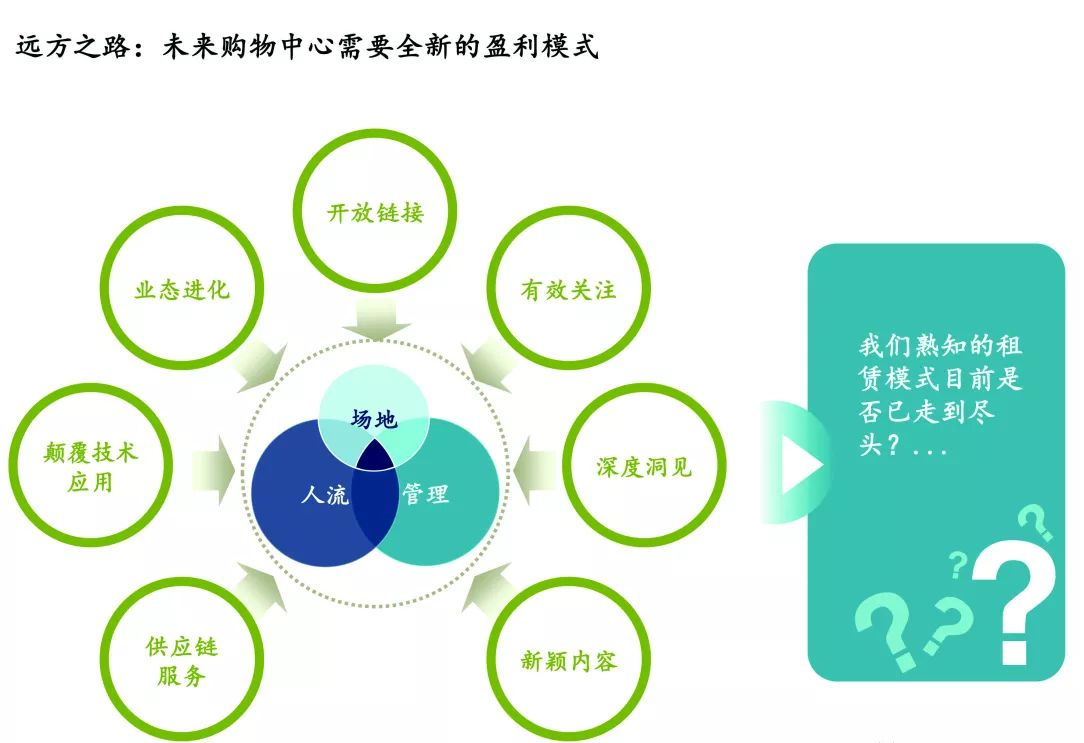 远方之路：未来购物中心需要全新的盈利模式
开放链接
业态进化
有效关注
颠覆技术
应用
深度洞见
供应链
服务
新颖内容
场地
人流
管理
我们熟知的租
赁模式目前是
否已走到尽
头？...
?
?
?
?
?